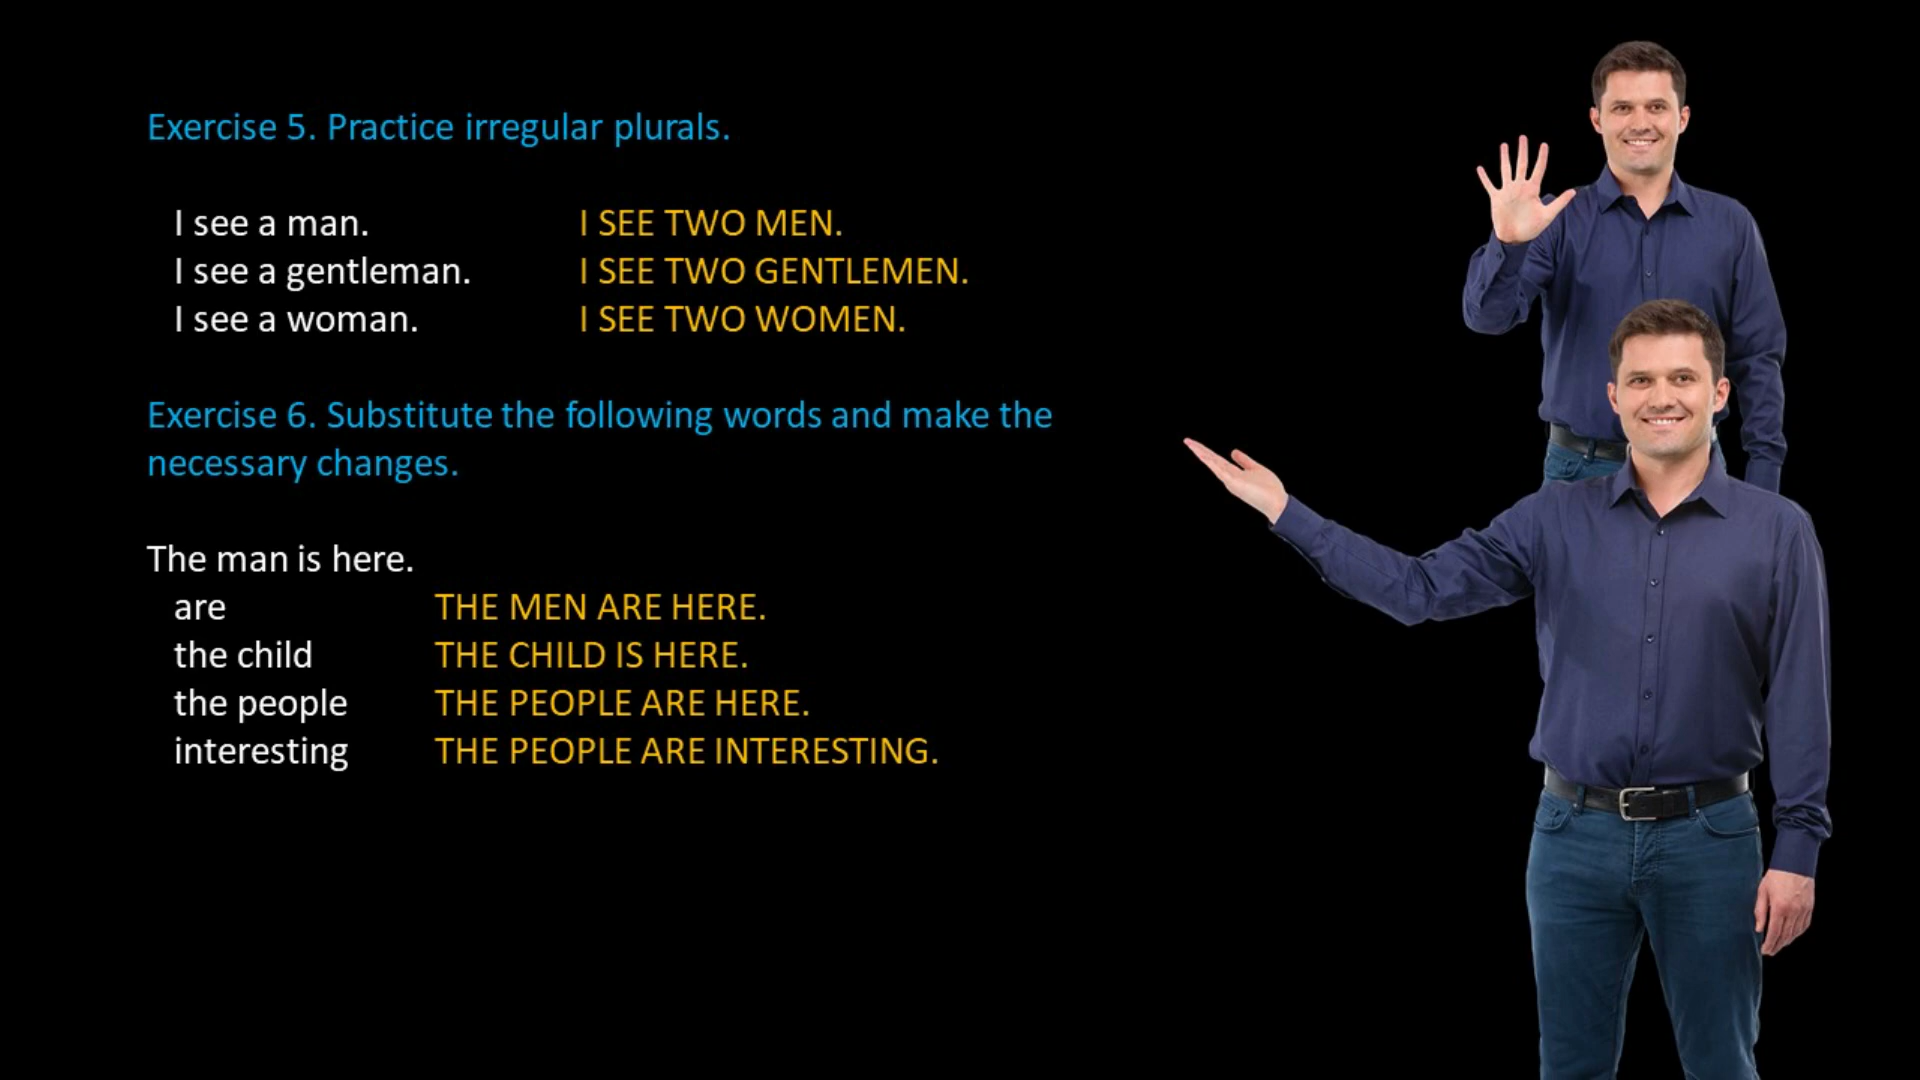 Exercise 5. Practice irregular plurals.
I see a man. I SEE TWO MEN.
I see a gentleman. I SEE TWO GENTLEMEN.
I see a woman. I SEE TWO WOMEN.
Exercise 6. Substitute the following words and make the
necessary changes.
The man is here.
are THE MEN ARE HERE.
the child THE CHILD IS HERE.
the people THE PEOPLE ARE HERE.
interesting THE PEOPLE ARE INTERESTING.